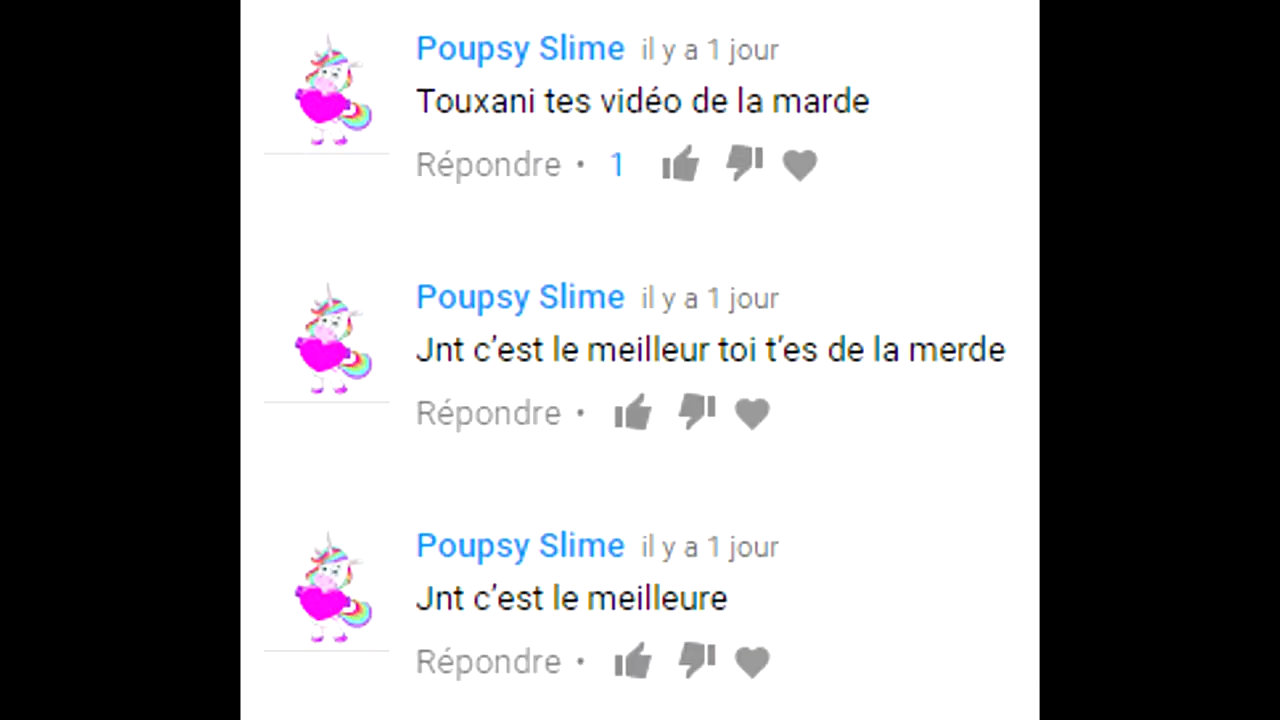 Poupsy Slime il y a 1 jour
Touxani tes vidéo de la marde
Répondre • 1
Poupsy Slime il y a 1 jour
Jnt c'est le meilleur toi t'es de la merde
Répondre •
Poupsy Slime il y a 1 jour
Jnt c'est le meilleure
Répondre •